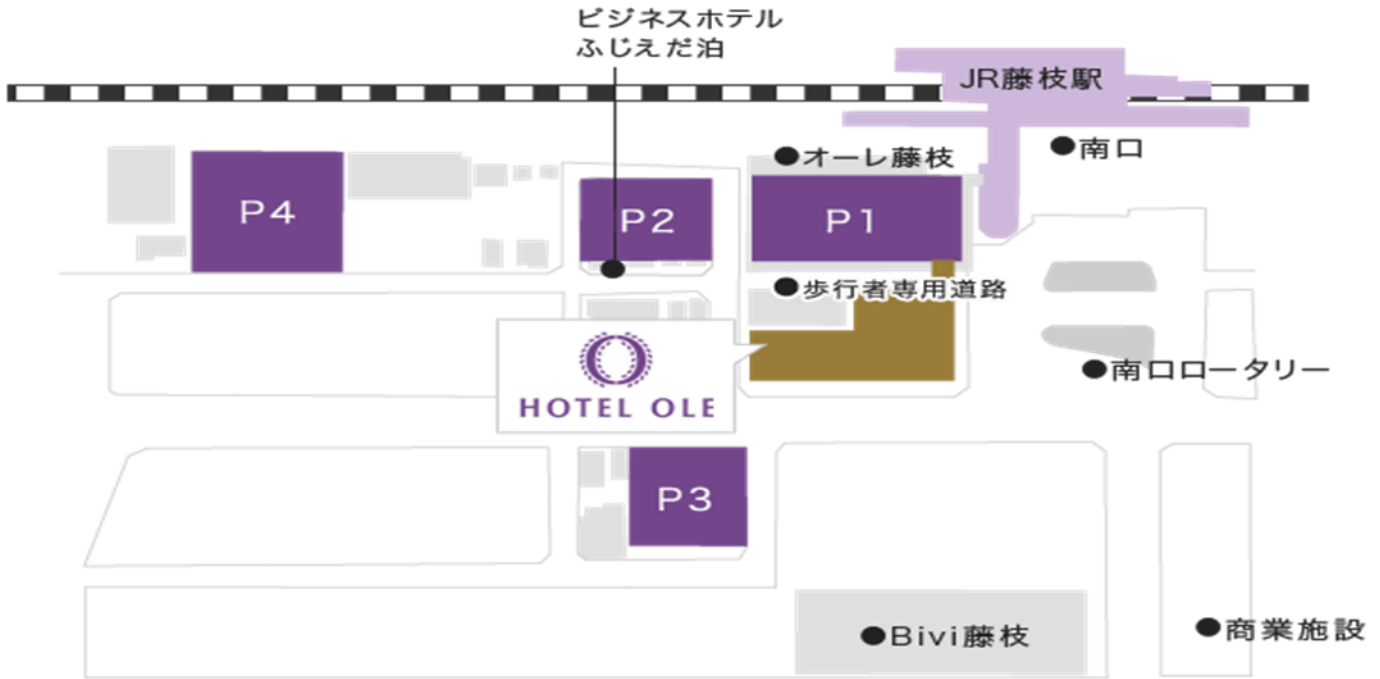 ビジネスホテル
ふじえだ泊
JR藤枝駅
南口
オーレ藤枝
P4
P2
P1
歩行者専用道路
HOTEL OLE
南口ロータリー
P3
Bivi藤枝
商業施設